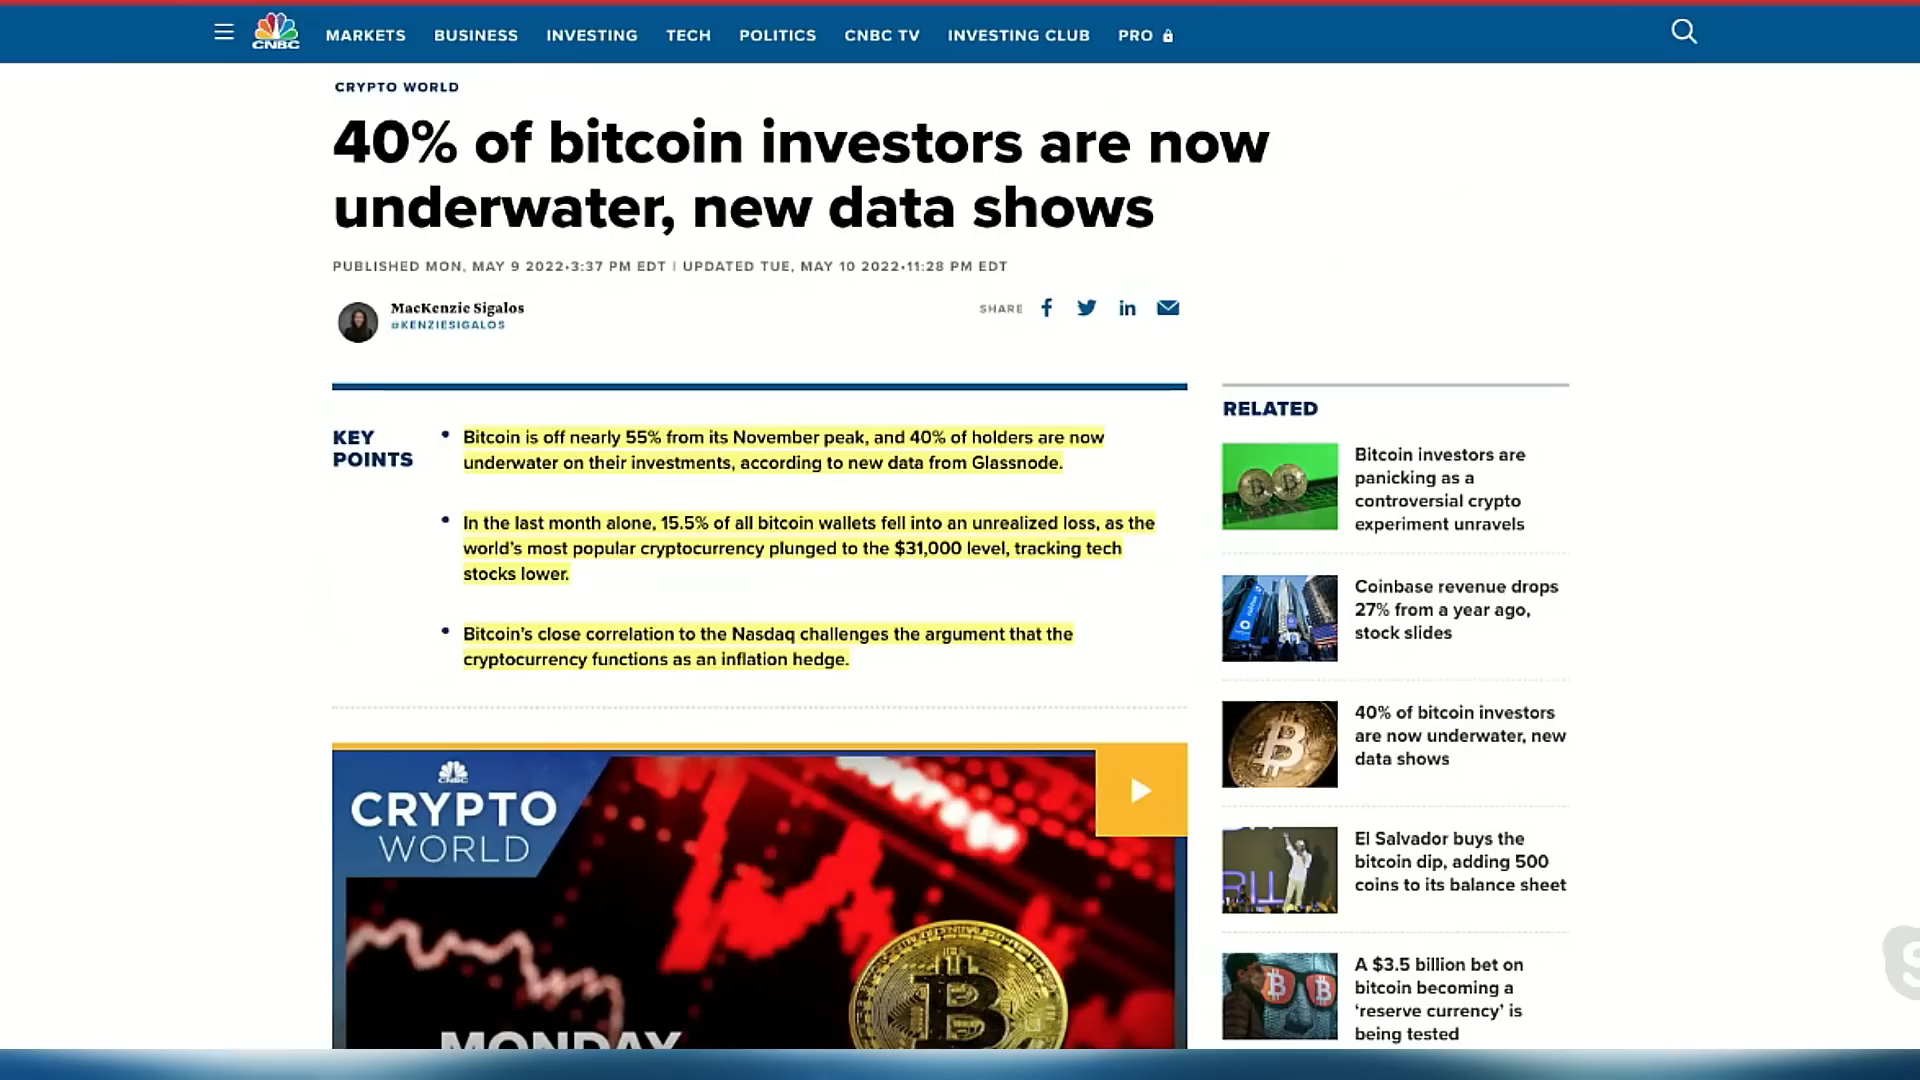 CNBC
MARKETS
BUSINESS
INVESTING
TECH
POLITICS
CNBC TV
INVESTING CLUB
PRO
CRYPTO WORLD
40% of bitcoin investors are now
underwater, new data shows
PUBLISHED MON, MAY 9 2022•3:37 PM EDT | UPDATED TUE, MAY 10 2022•11:28 PM EDT
MacKenzie Sigalos
@KENZIESIGALOS
SHARE
KEY
POINTS
• Bitcoin is off nearly 55% from its November peak, and 40% of holders are now
underwater on their investments, according to new data from Glassnode.
• In the last month alone, 15.5% of all bitcoin wallets fell into an unrealized loss, as the
world's most popular cryptocurrency plunged to the $31,000 level, tracking tech
stocks lower.
• Bitcoin's close correlation to the Nasdaq challenges the argument that the
cryptocurrency functions as an inflation hedge.
CNBC
CRYPTO
WORLD
MONDAY
RELATED
Bitcoin investors are
panicking as a
controversial crypto
experiment unravels
Coinbase revenue drops
27% from a year ago,
stock slides
40% of bitcoin investors
are now underwater, new
data shows
El Salvador buys the
bitcoin dip, adding 500
coins to its balance sheet
A $3.5 billion bet on
bitcoin becoming a
‘reserve currency’ is
being tested